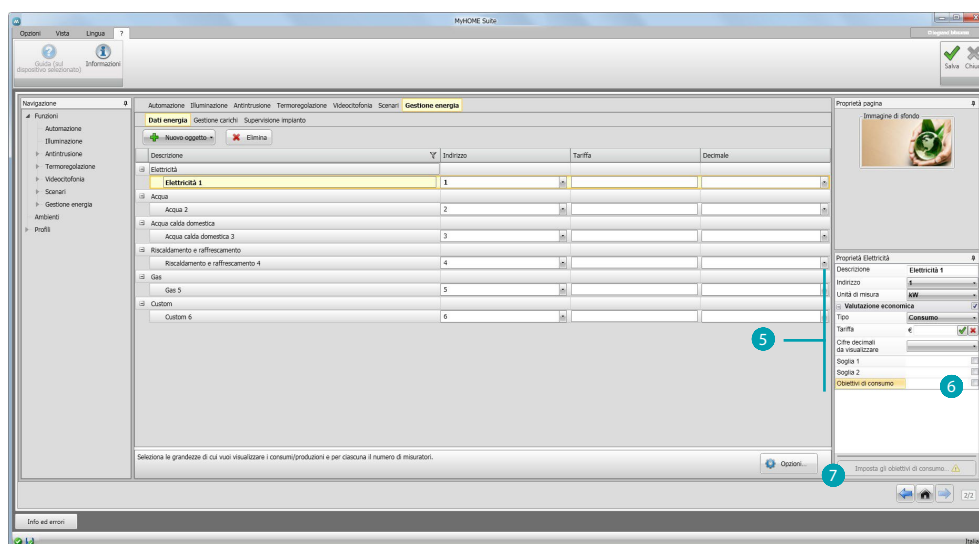 MyHOME Suite
Opzioni Vista Lingua ?
Guida (sul dispositivo selezionato)
Informazioni
Salva
Chiu
Navigazione
Funzioni
Automazione
Illuminazione
Antintrusione
Termoregolazione
Videocitofonia
Scenari
Gestione energia
Ambienti
Profili
Automazione Illuminazione Antintrusione Termoregolazione Videocitofonia Scenari Gestione energia
Dati energia Gestione carichi Supervisione impianto
Nuovo oggetto Elimina
Descrizione Indirizzo Tariffa Decimale
Elettricità
Elettricità 1 1
Acqua
Acqua 2 2
Acqua calda domestica
Acqua calda domestica 3 3
Riscaldamento e raffrescamento
Riscaldamento e raffrescamento 4 4
Gas
Gas 5 5
Custom
Custom 6 6
Seleziona le grandezze di cui vuoi visualizzare i consumi/produzioni e per ciascuna il numero di misuratori.
Opzioni...
Proprietà pagina
Immagine di sfondo
Proprietà Elettricità
Descrizione Elettricità 1
Indirizzo 1
Unità di misura kW
Valutazione economica
Tipo Consumo
Tariffa €
Cifre decimali
da visualizzare
Soglia 1
Soglia 2
Obiettivi di consumo
5
6
7
Imposta gli obiettivi di consumo...
2/2
Info ed errori
Italia